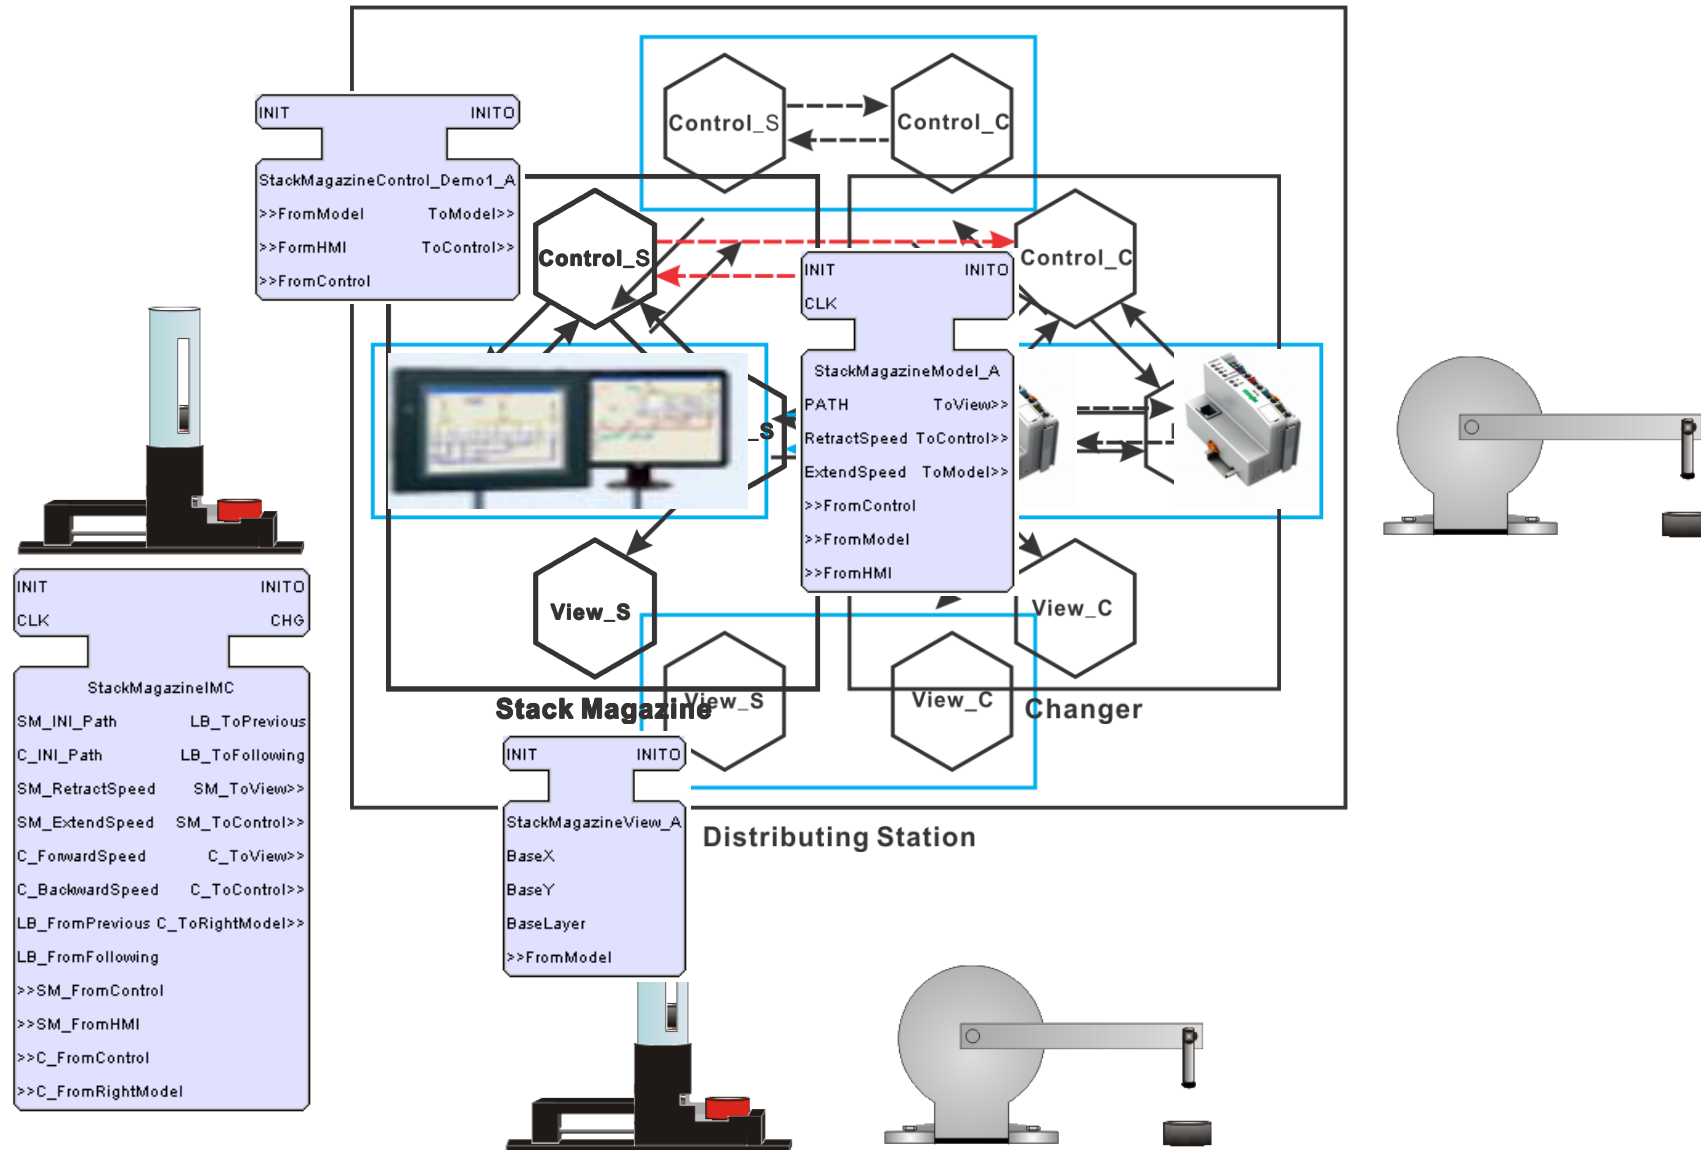 Control_S
Control_C
INIT INITO
StackMagazineControl_Demo1_A
>>FromModel ToModel>>
>>FormHMI ToControl>>
>>FromControl
Control_S
Control_C
INIT INITO
CLK
StackMagazineModel_A
PATH ToView>>
RetractSpeed ToControl>>
ExtendSpeed ToModel>>
>>FromControl
>>FromModel
>>FromHMI
_S
View_S
View_C
View_S
View_C
Stack Magazine
Changer
Distributing Station
INIT INITO
CLK CHG
StackMagazineIMC
SM_INI_Path LB_ToPrevious
C_INI_Path LB_ToFollowing
SM_RetractSpeed SM_ToView>>
SM_ExtendSpeed SM_ToControl>>
C_ForwardSpeed C_ToView>>
C_BackwardSpeed C_ToControl>>
LB_FromPrevious C_ToRightModel>>
LB_FromFollowing
>>SM_FromControl
>>SM_FromHMI
>>C_FromControl
>>C_FromRightModel
INIT INITO
StackMagazineView_A
BaseX
BaseY
BaseLayer
>>FromModel